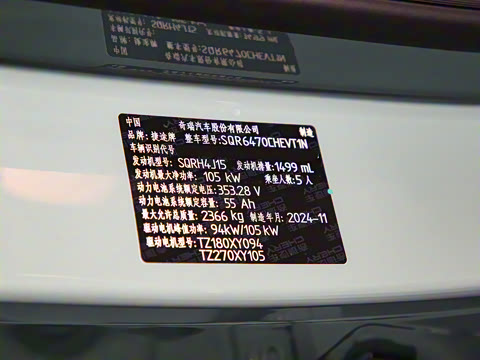 中国 奇瑞汽车股份有限公司 制造
品牌:捷途牌 整车型号:SQR6470CHEVT1N
车辆识别代号
发动机型号:SQRH4J15 发动机排量:1499 mL
发动机最大净功率: 105 kW 乘坐人数:5 人
动力电池系统额定电压:353.28 V
动力电池系统额定容量: 55 Ah
最大允许总质量: 2366 kg 制造年月:2024-11
驱动电机峰值功率: 94kW/105 kW
驱动电机型号:TZ180XY094
TZ270XY105